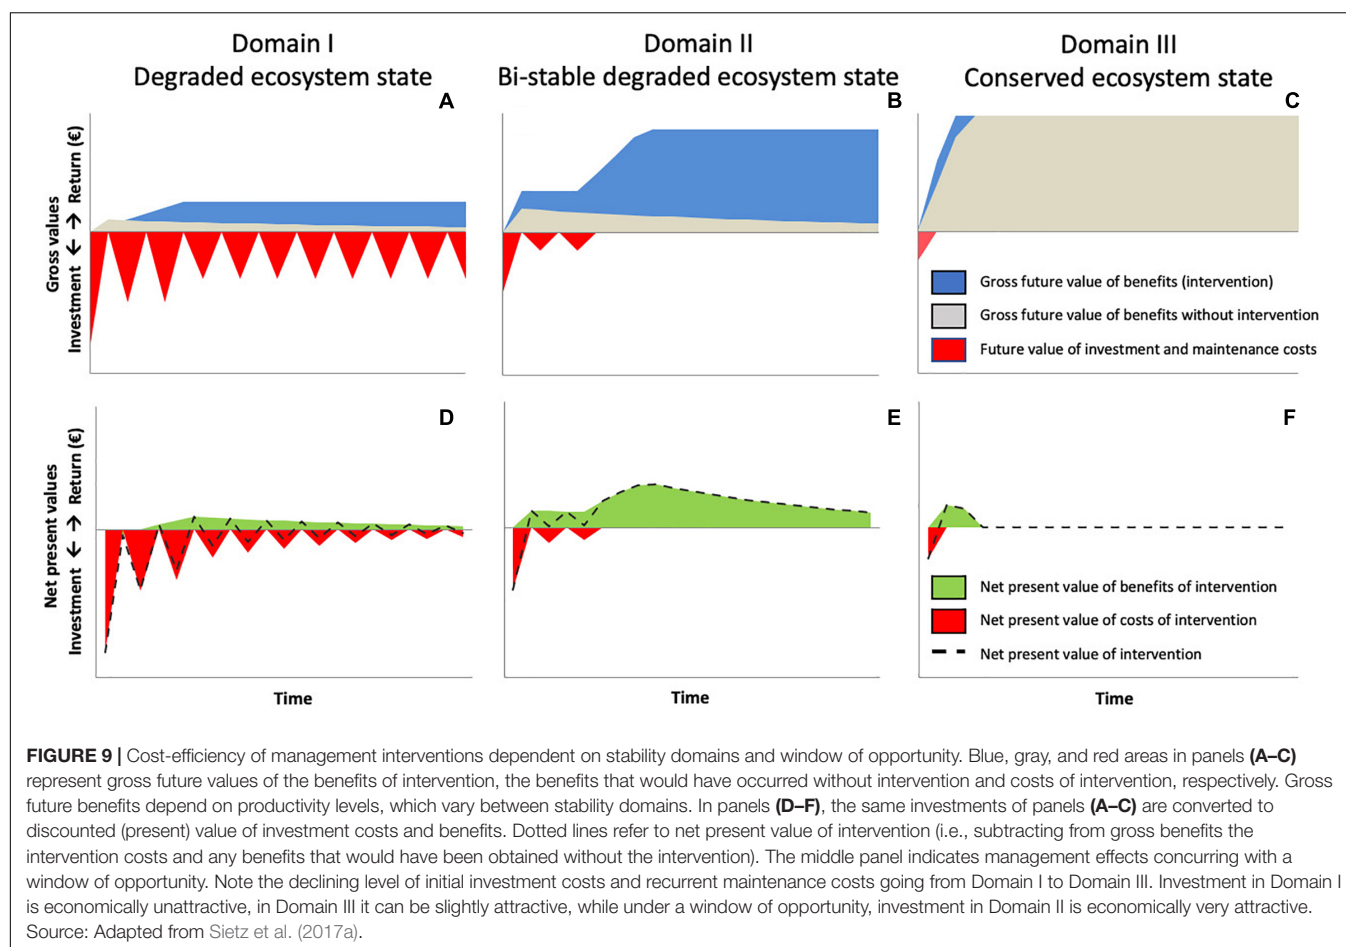 Domain I
Degraded ecosystem state
Domain II
Bi-stable degraded ecosystem state
Domain III
Conserved ecosystem state
A
B
C
Gross values
Investment ← → Return (€)
Gross future value of benefits (intervention)
Gross future value of benefits without intervention
Future value of investment and maintenance costs
D
E
F
Net present values
Investment ← → Return (€)
Net present value of benefits of intervention
Net present value of costs of intervention
Net present value of intervention
Time
Time
Time
FIGURE 9 | Cost-efficiency of management interventions dependent on stability domains and window of opportunity. Blue, gray, and red areas in panels (A–C)
represent gross future values of the benefits of intervention, the benefits that would have occurred without intervention and costs of intervention, respectively. Gross
future benefits depend on productivity levels, which vary between stability domains. In panels (D–F), the same investments of panels (A–C) are converted to
discounted (present) value of investment costs and benefits. Dotted lines refer to net present value of intervention (i.e., subtracting from gross benefits the
intervention costs and any benefits that would have been obtained without the intervention). The middle panel indicates management effects concurring with a
window of opportunity. Note the declining level of initial investment costs and recurrent maintenance costs going from Domain I to Domain III. Investment in Domain I
is economically unattractive, in Domain III it can be slightly attractive, while under a window of opportunity, investment in Domain II is economically very attractive.
Source: Adapted from Sietz et al. (2017a).